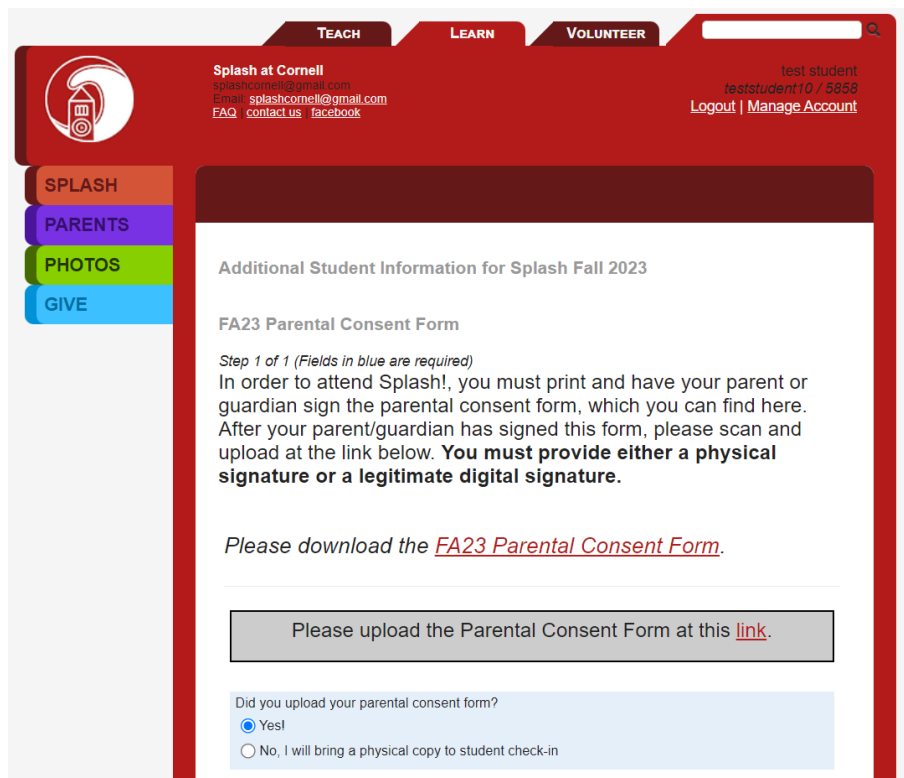 TEACH
LEARN
VOLUNTEER
Splash at Cornell
splashcornell@gmail.com
Email: splashcornell@gmail.com
FAQ | contact us | facebook
test student
teststudent10 / 5858
Logout | Manage Account
SPLASH
PARENTS
PHOTOS
GIVE
Additional Student Information for Splash Fall 2023
FA23 Parental Consent Form
Step 1 of 1 (Fields in blue are required)
In order to attend Splash!, you must print and have your parent or
guardian sign the parental consent form, which you can find here.
After your parent/guardian has signed this form, please scan and
upload at the link below. You must provide either a physical
signature or a legitimate digital signature.
Please download the FA23 Parental Consent Form.
Please upload the Parental Consent Form at this link.
Did you upload your parental consent form?
Yes!
No, I will bring a physical copy to student check-in